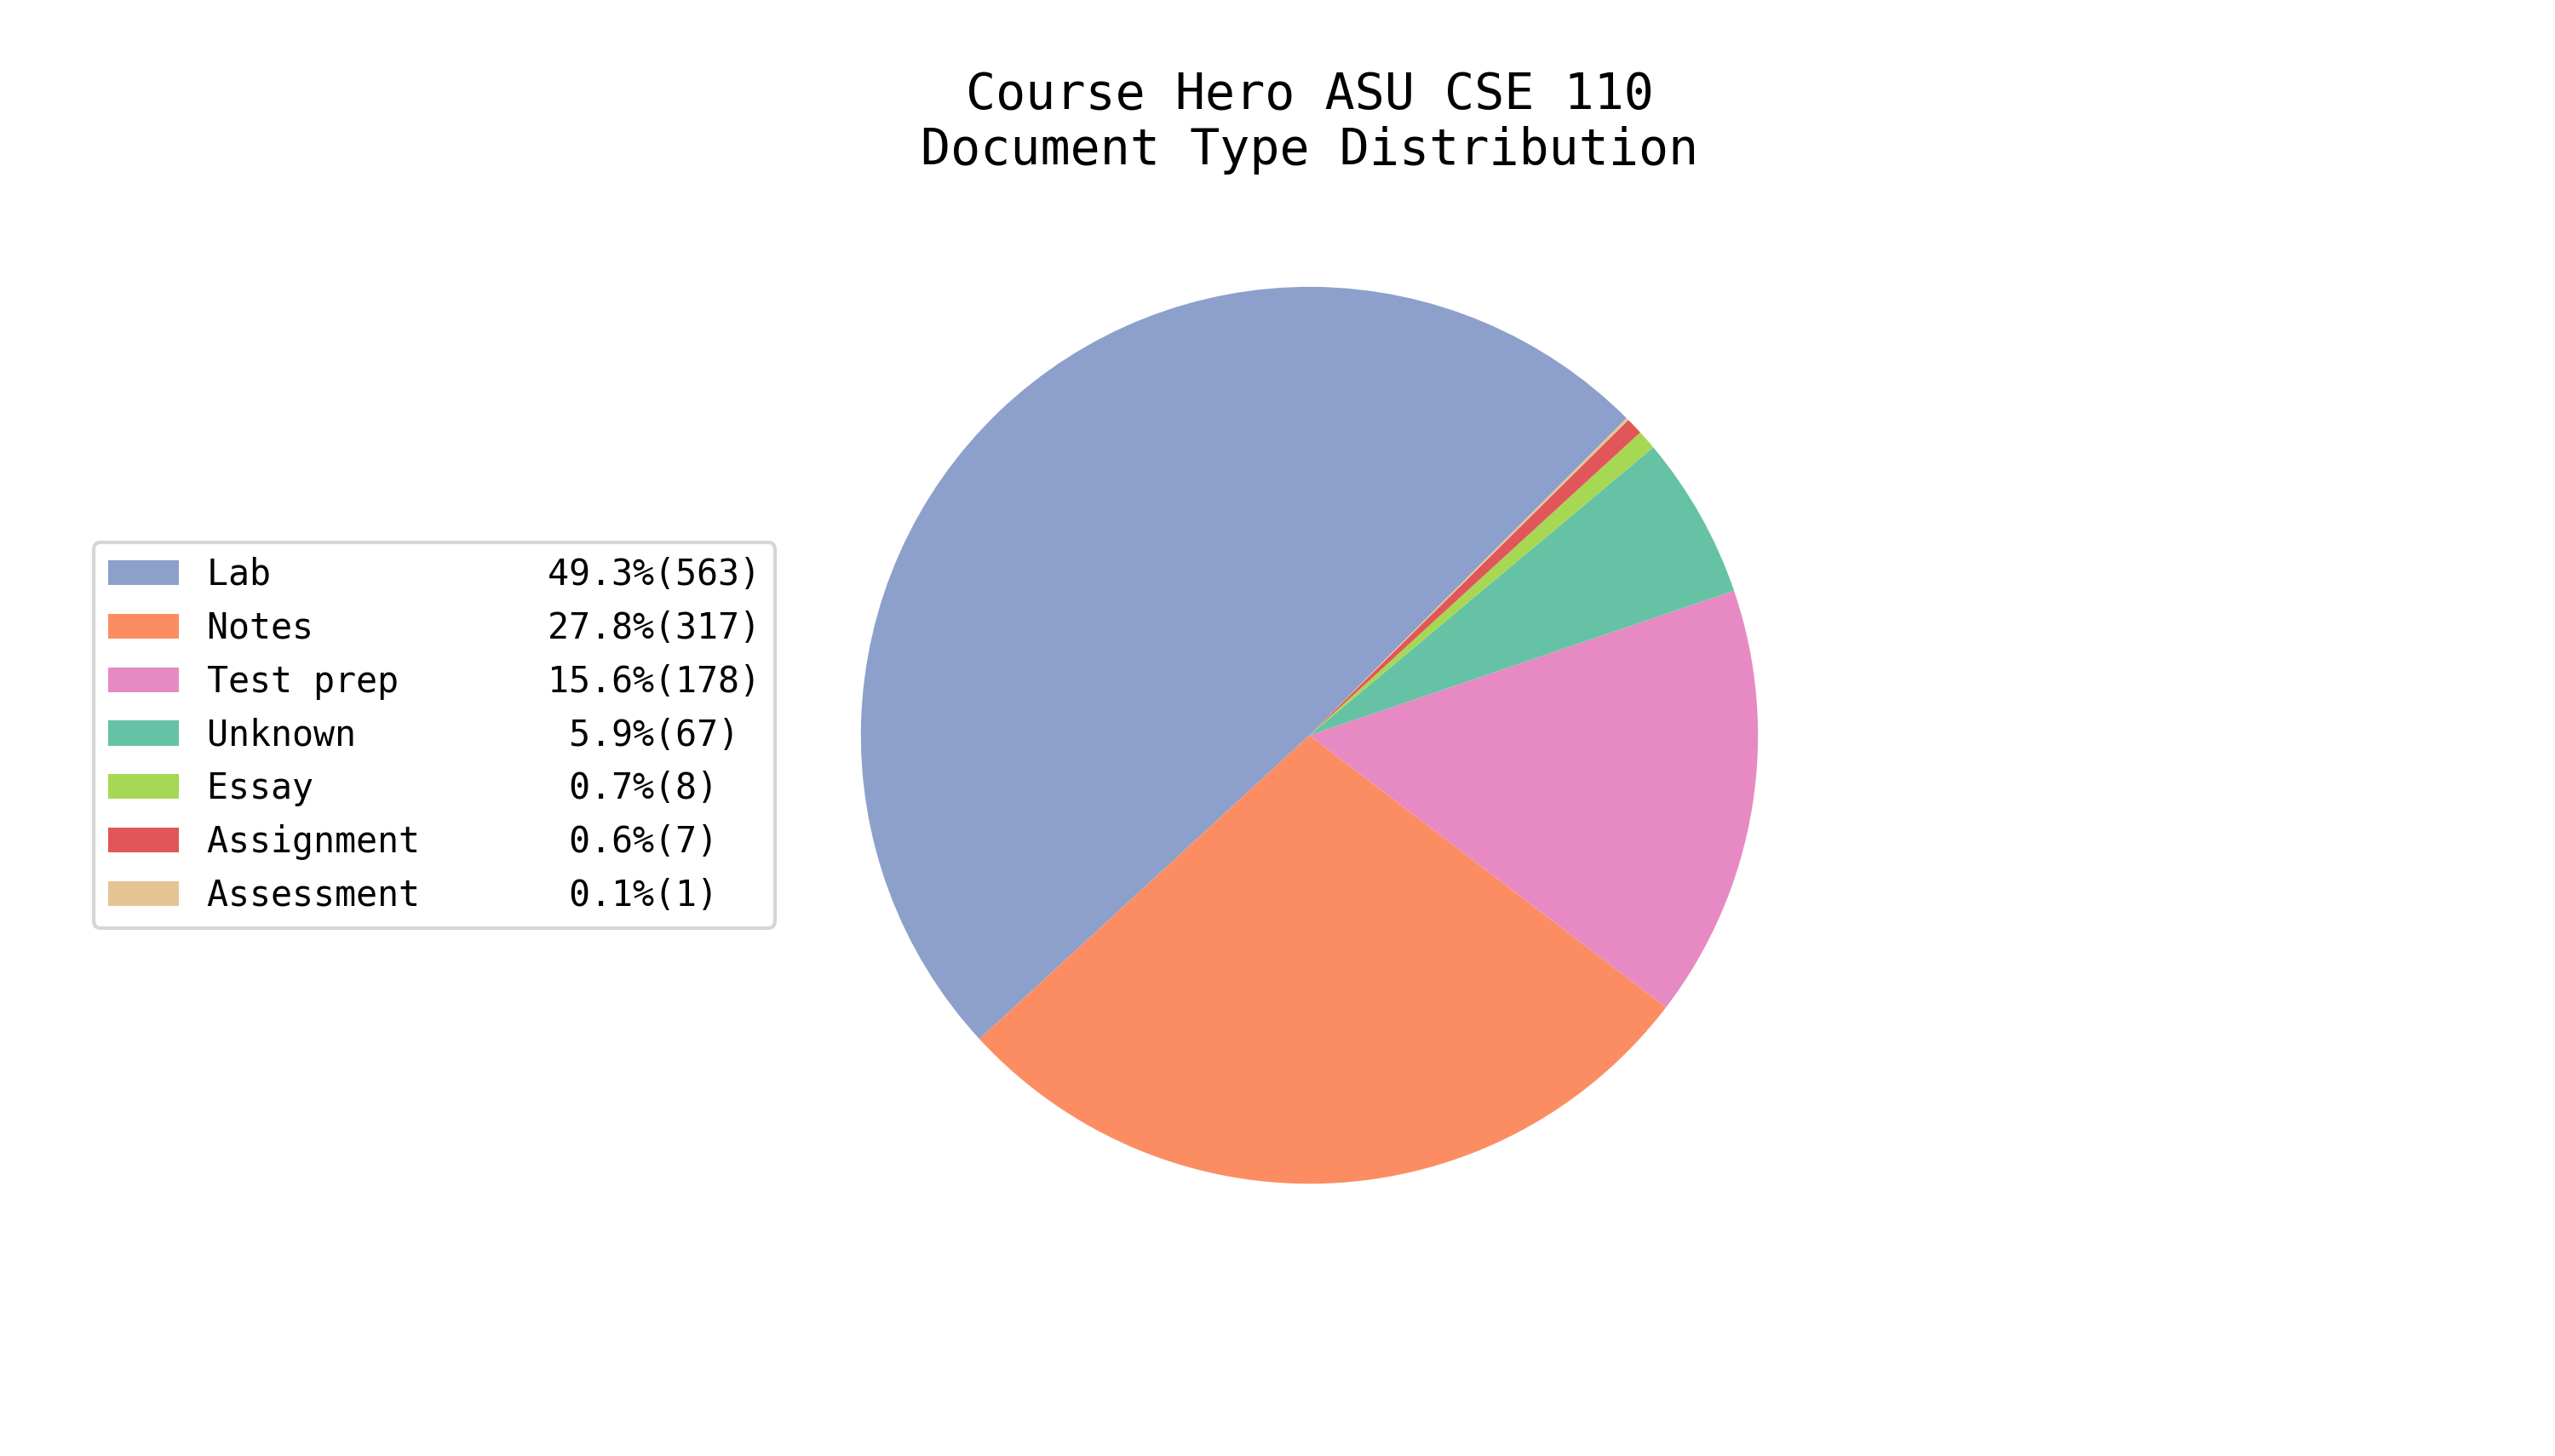 Course Hero ASU CSE 110
Document Type Distribution
Lab 49.3%(563)
Notes 27.8%(317)
Test prep 15.6%(178)
Unknown 5.9%(67)
Essay 0.7%(8)
Assignment 0.6%(7)
Assessment 0.1%(1)